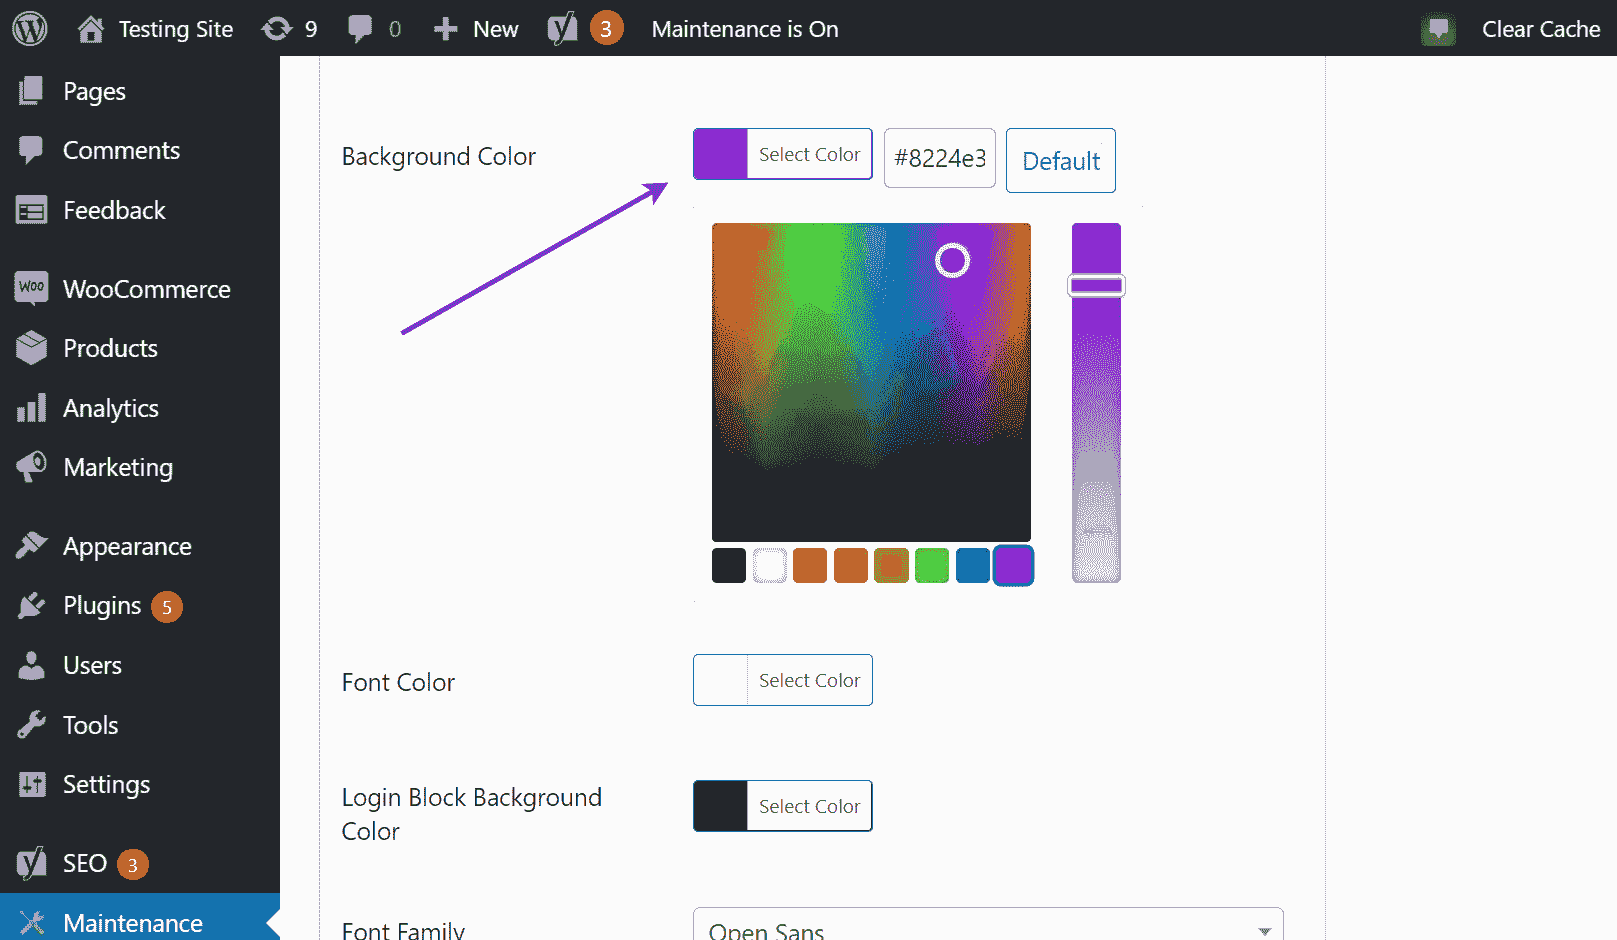 Testing Site 9 0 New 3 Maintenance is On Clear Cache
Pages
Comments
Feedback
Woo WooCommerce
Products
Analytics
Marketing
Appearance
Plugins 5
Users
Tools
Settings
SEO 3
Maintenance
Background Color Select Color #8224e3 Default
Font Color Select Color
Login Block Background
Color
Select Color
Font Family Open Sans